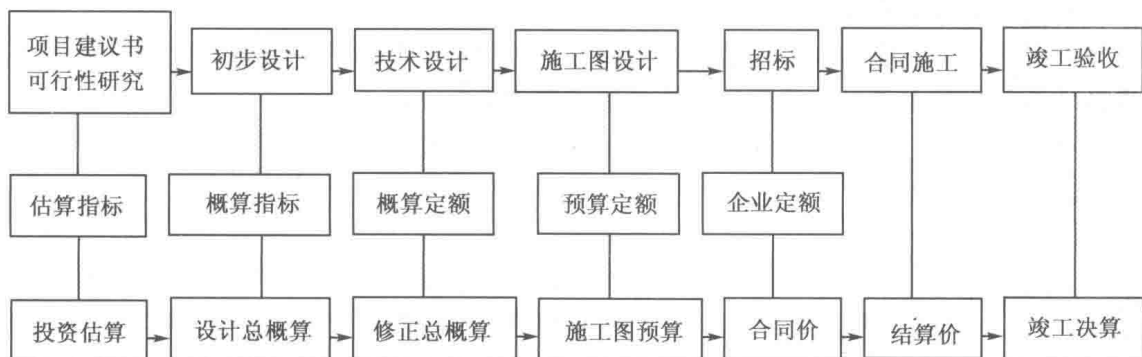 项目建议书
可行性研究
初步设计
技术设计
施工图设计
招标
合同施工
竣工验收
估算指标
概算指标
概算定额
预算定额
企业定额
投资估算
设计总概算
修正总概算
施工图预算
合同价
结算价
竣工决算